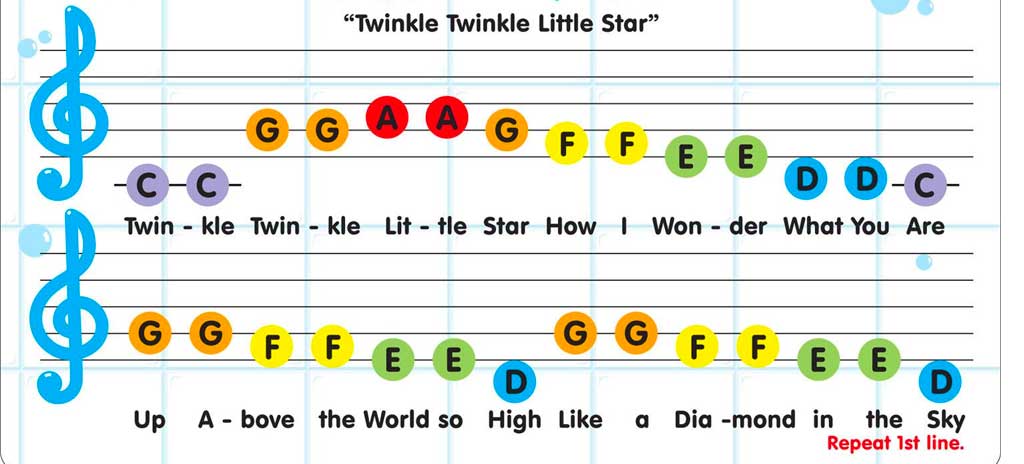 “Twinkle Twinkle Little Star”
C C G G A A G F F E E D D C
Twin - kle Twin - kle Lit - tle Star How I Won - der What You Are
G G F F E E D G G F F E E D
Up A - bove the World so High Like a Dia -mond in the Sky
Repeat 1st line.